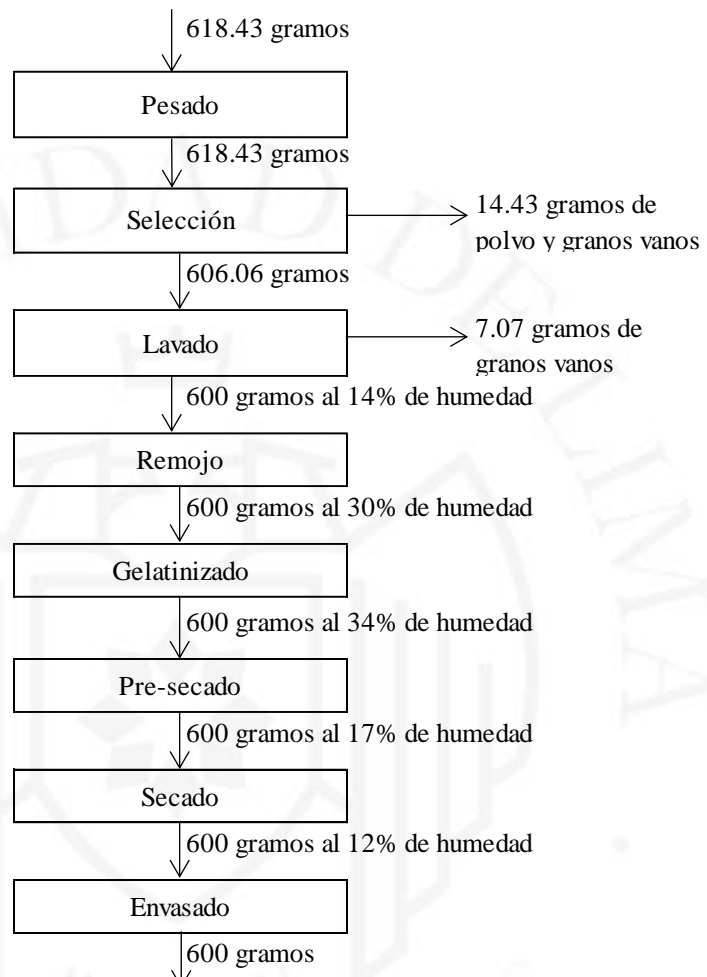 618.43 gramos
Pesado
618.43 gramos
Selección
14.43 gramos de
polvo y granos vanos
606.06 gramos
Lavado
7.07 gramos de
granos vanos
600 gramos al 14% de humedad
Remojo
600 gramos al 30% de humedad
Gelatinizado
600 gramos al 34% de humedad
Pre-secado
600 gramos al 17% de humedad
Secado
600 gramos al 12% de humedad
Envasado
600 gramos
DAD DE LIMA